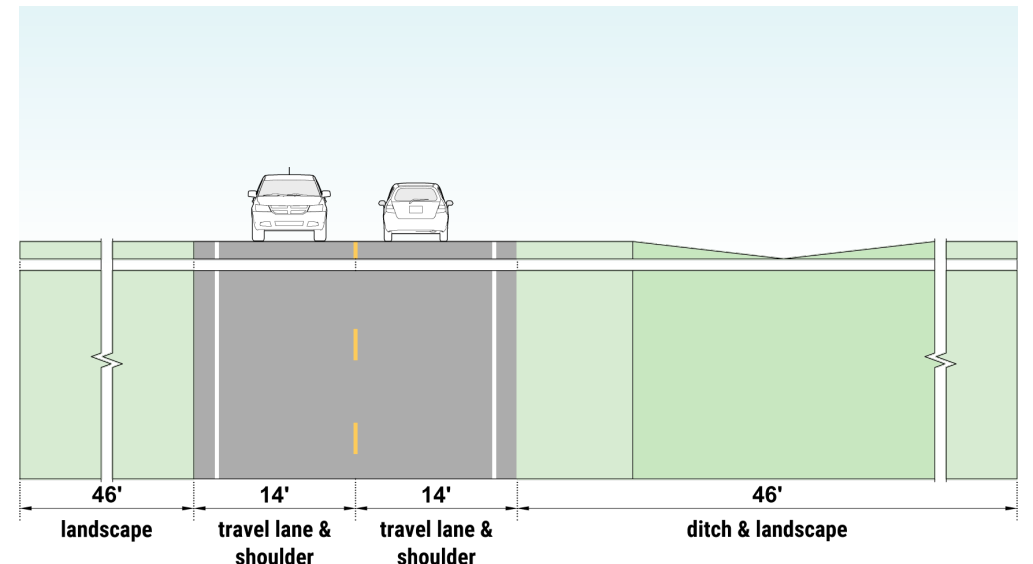 46'
14'
14'
46'
landscape
travel lane &
shoulder
travel lane &
shoulder
ditch & landscape